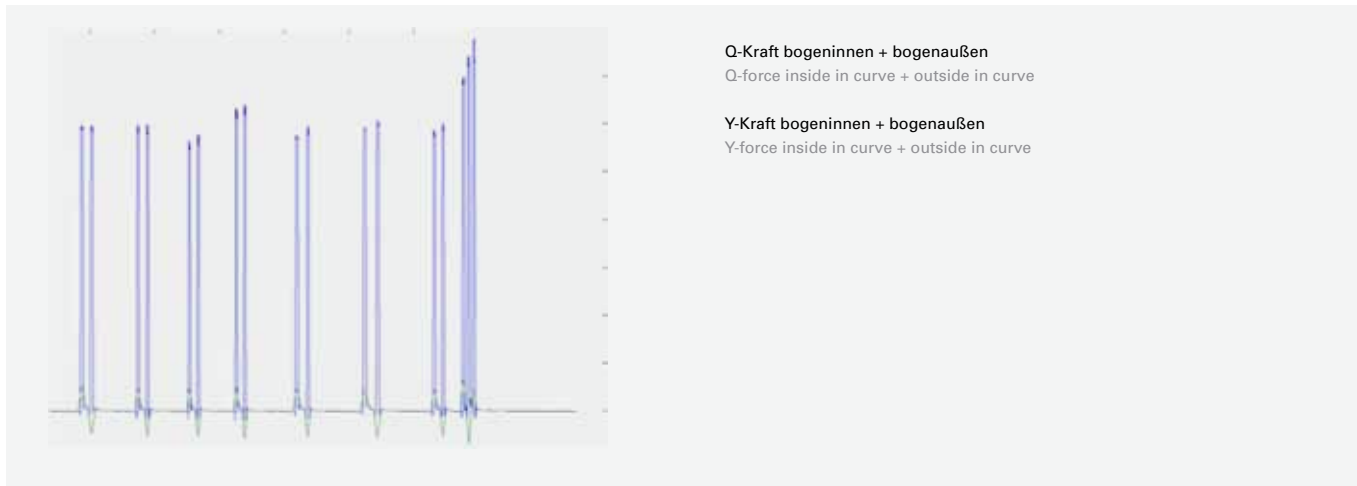 Q-Kraft bogeninnen + bogenaußen
Q-force inside in curve + outside in curve
Y-Kraft bogeninnen + bogenaußen
Y-force inside in curve + outside in curve